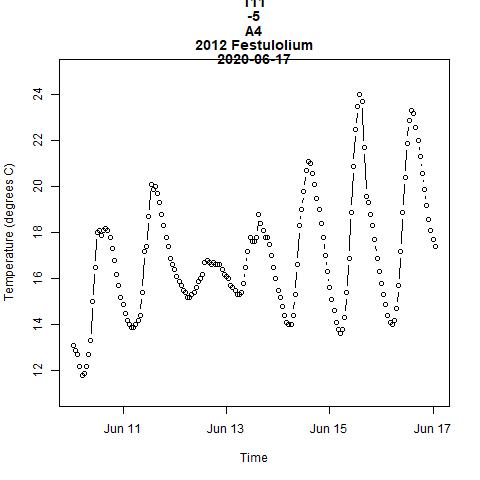 T11
-5
A4
2012 Festulolium
2020-06-17
Temperature (degrees C)
24
22
20
18
16
14
12
Jun 11
Jun 13
Jun 15
Jun 17
Time